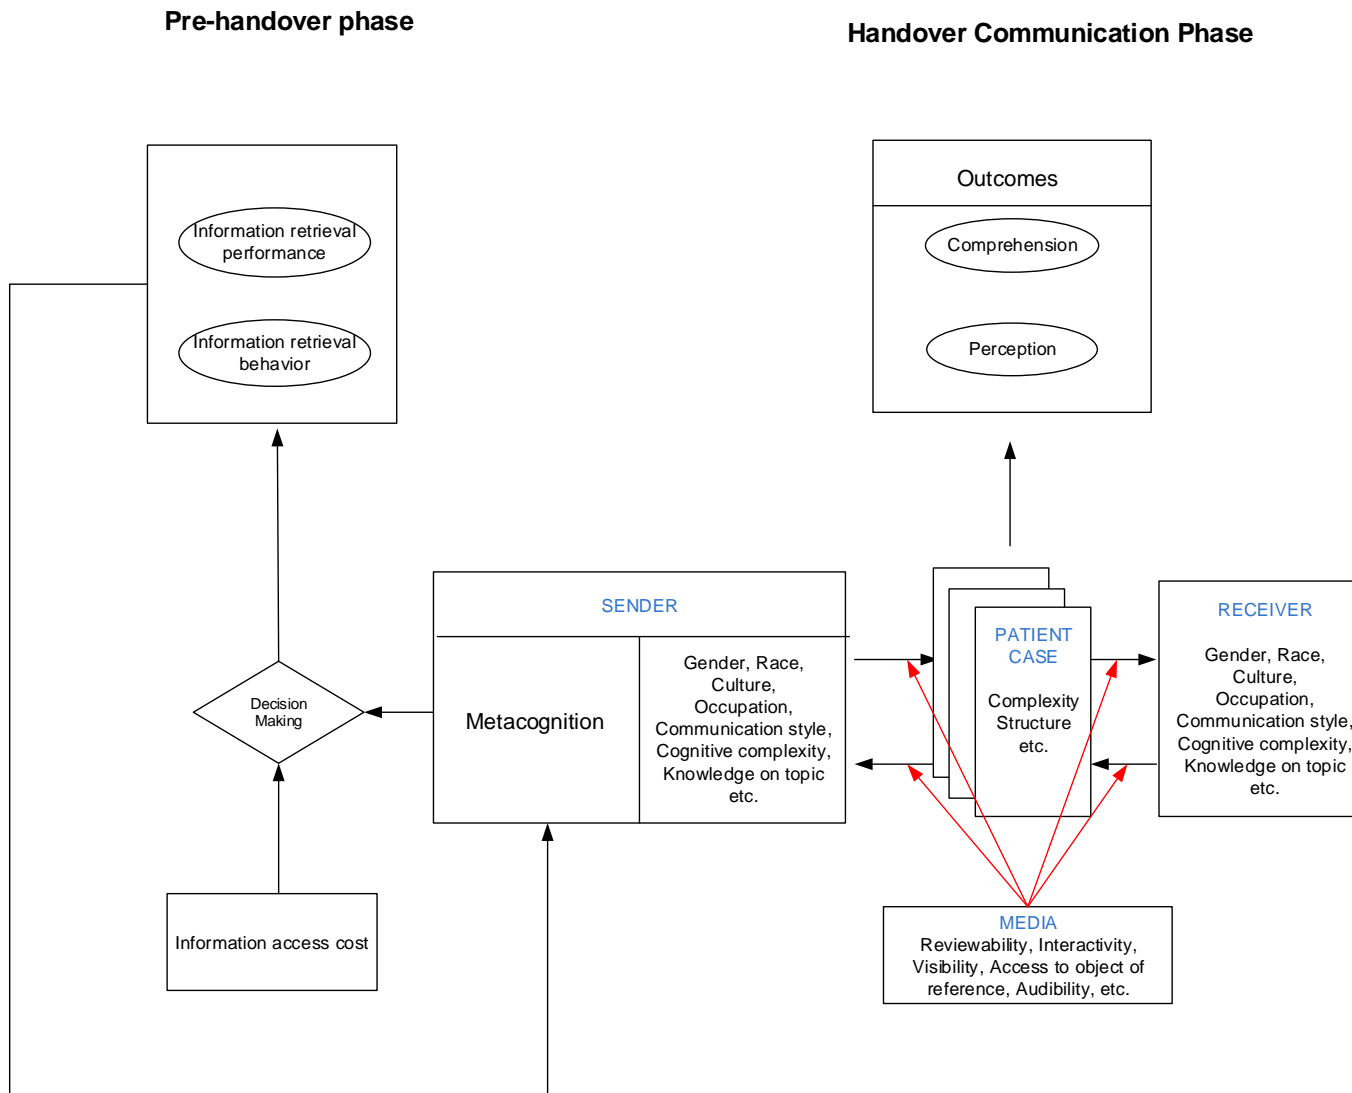 Pre-handover phase
Handover Communication Phase
Information retrieval
performance
Information retrieval
behavior
Outcomes
Comprehension
Perception
Decision
Making
Information access cost
SENDER
Metacognition
Gender, Race,
Culture,
Occupation,
Communication style,
Cognitive complexity,
Knowledge on topic
etc.
PATIENT
CASE
Complexity
Structure
etc.
RECEIVER
Gender, Race,
Culture,
Occupation,
Communication style,
Cognitive complexity,
Knowledge on topic
etc.
MEDIA
Reviewability, Interactivity,
Visibility, Access to object of
reference, Audibility, etc.